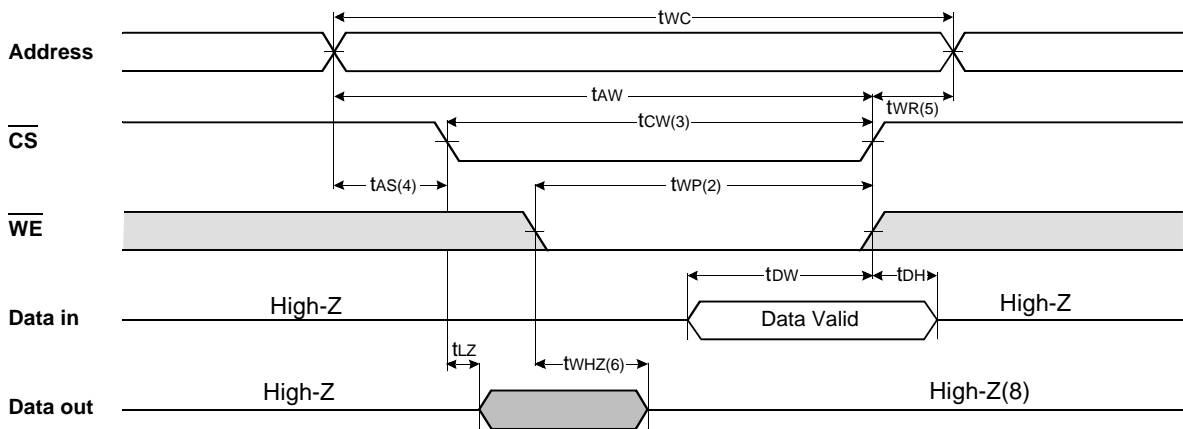 tWC
Address
tAW
tWR(5)
CS
tCW(3)
tAS(4)
tWP(2)
WE
tDW
tDH
Data in
High-Z
Data Valid
High-Z
tLZ
tWHZ(6)
Data out
High-Z
High-Z(8)